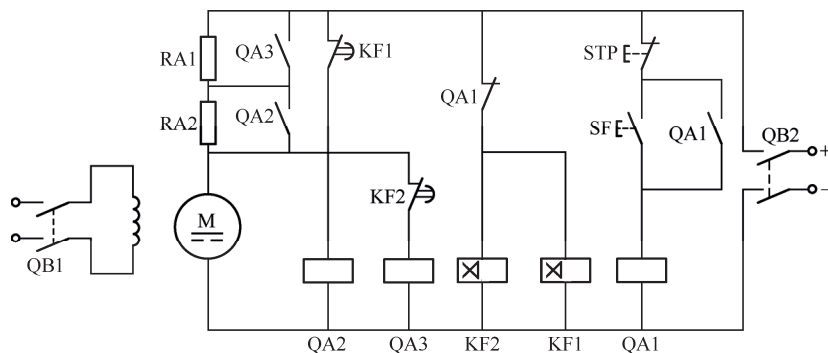 RA1
QA3
KF1
STP
RA2
QA2
QA1
SF
QA1
QB2
+
−
KF2
M
QB1
QA2
QA3
KF2
KF1
QA1